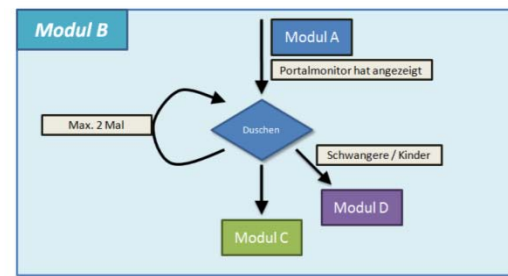 Modul B
Modul A
Portalmonitor hat angezeigt
Max. 2 Mal
Duschen
Schwangere / Kinder
Modul D
Modul C